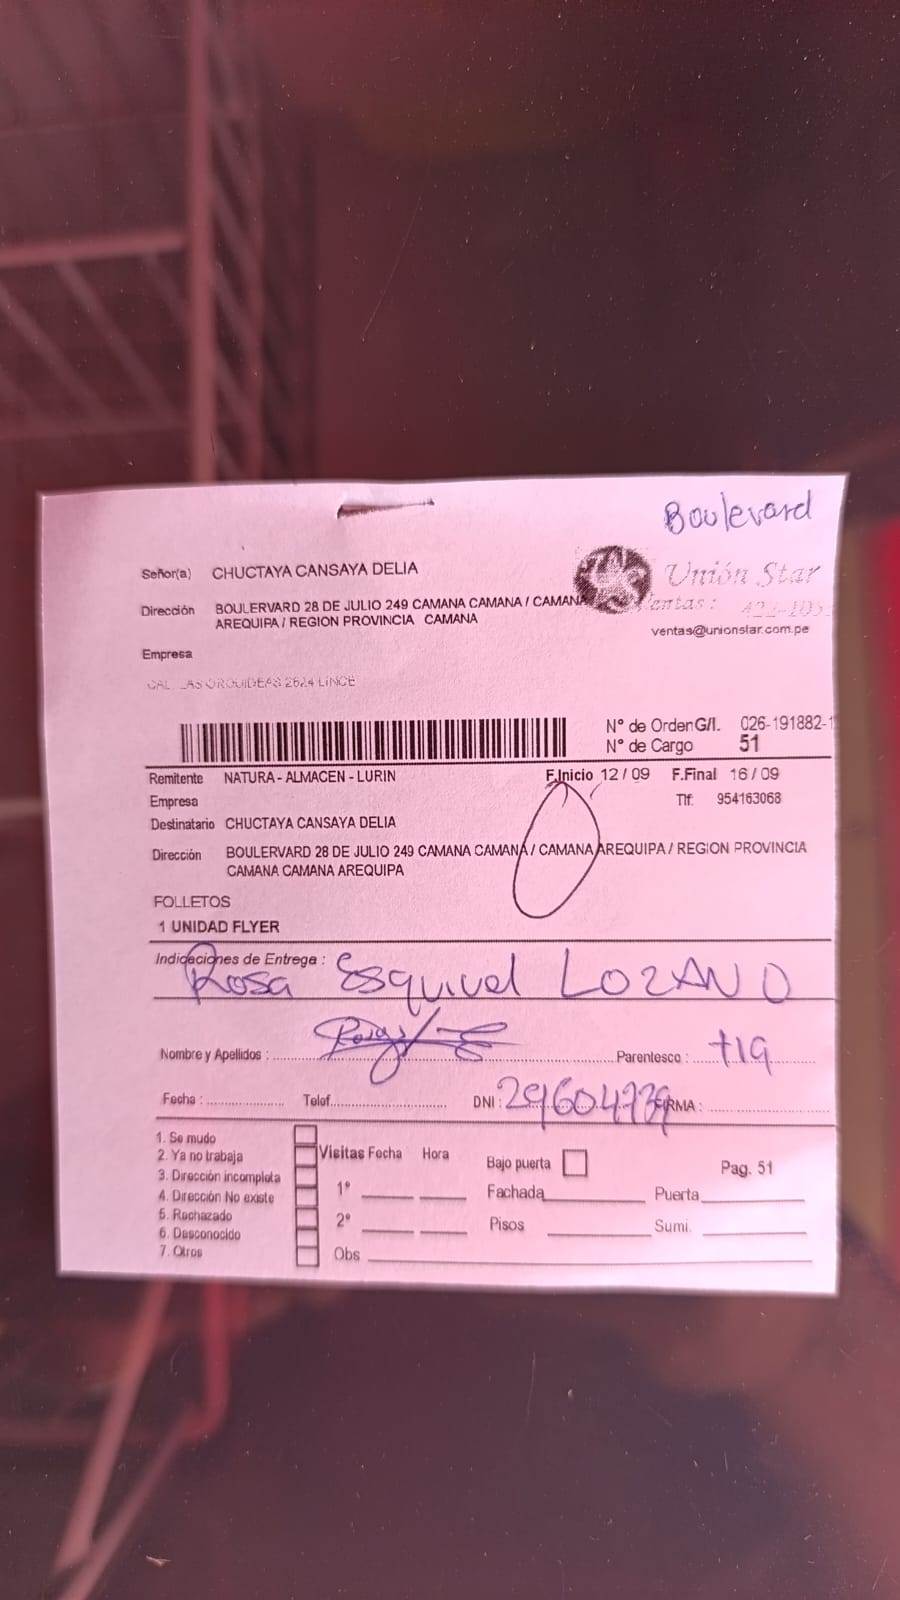 Boulevard
Señor(a) CHUCTAYA CANSAYA DELIA
Unión Star
Dirección BOULERVARD 28 DE JULIO 249 CAMANA CAMANA / CAMANA
AREQUIPA / REGION PROVINCIA CAMANA
Ventas:
ventas@unionstar.com.pe
Empresa
CAL LAS ORQUIDEAS 2624 LINCE
N° de Orden G/I. 026-191882-1
N° de Cargo 51
Remitente NATURA - ALMACEN - LURIN F.Inicio 12 / 09 F.Final 16 / 09
Empresa Tlf: 954163068
Destinatario CHUCTAYA CANSAYA DELIA
Dirección BOULERVARD 28 DE JULIO 249 CAMANA CAMANA / CAMANA AREQUIPA / REGION PROVINCIA
CAMANA CAMANA AREQUIPA
FOLLETOS
1 UNIDAD FLYER
Indicaciones de Entrega :
Rosa Esquivel LOZANO
Nombre y Apellidos : Parentesco : tia
Fecha : Telef. DNI : FIRMA :
1. Se mudo
2. Ya no trabaja
3. Dirección incompleta
4. Dirección No existe
5. Rechazado
6. Desconocido
7. Otros
Visitas Fecha Hora
1°
2°
Obs
Bajo puerta
Fachada Puerta
Pisos Sumi.
Pag. 51